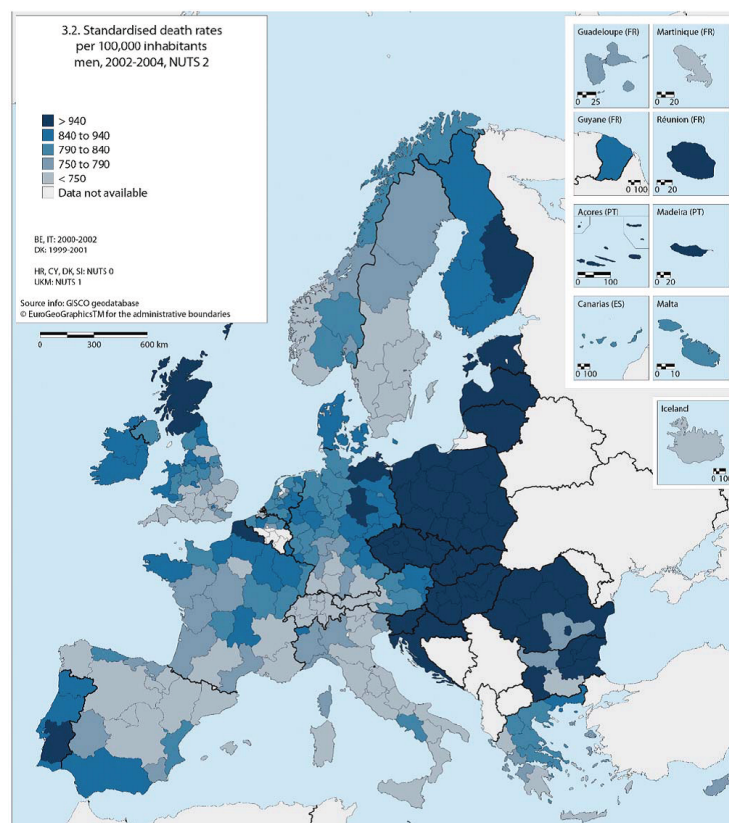 3.2. Standardised death rates
per 100,000 inhabitants
men, 2002-2004, NUTS 2
> 940
840 to 940
790 to 840
750 to 790
< 750
Data not available
BE, IT: 2000-2002
DK: 1999-2001
HR, CY, DK, SI: NUTS 0
UKM: NUTS 1
Source info: GISCO geodatabase
© EuroGeoGraphicsTM for the administrative boundaries
0 300 600 km
Guadeloupe (FR)
0 25
Martinique (FR)
0 20
Guyane (FR)
0 100
Réunion (FR)
0 20
Açores (PT)
0 100
Madeira (PT)
0 20
Canarias (ES)
0 100
Malta
0 10
Iceland
0 100